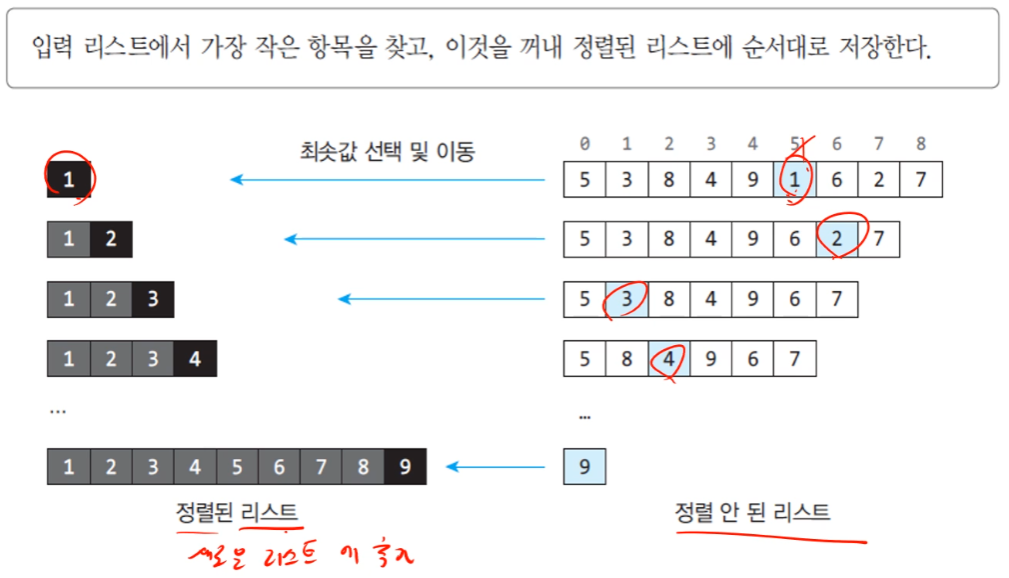 입력 리스트에서 가장 작은 항목을 찾고, 이것을 꺼내 정렬된 리스트에 순서대로 저장한다.
최솟값 선택 및 이동
0 1 2 3 4 5 6 7 8
1
5 3 8 4 9 1 6 2 7
1 2
5 3 8 4 9 6 2 7
1 2 3
5 3 8 4 9 6 7
1 2 3 4
5 8 4 9 6 7
...
...
1 2 3 4 5 6 7 8 9
9
정렬된 리스트
정렬 안 된 리스트
새로운 리스트에